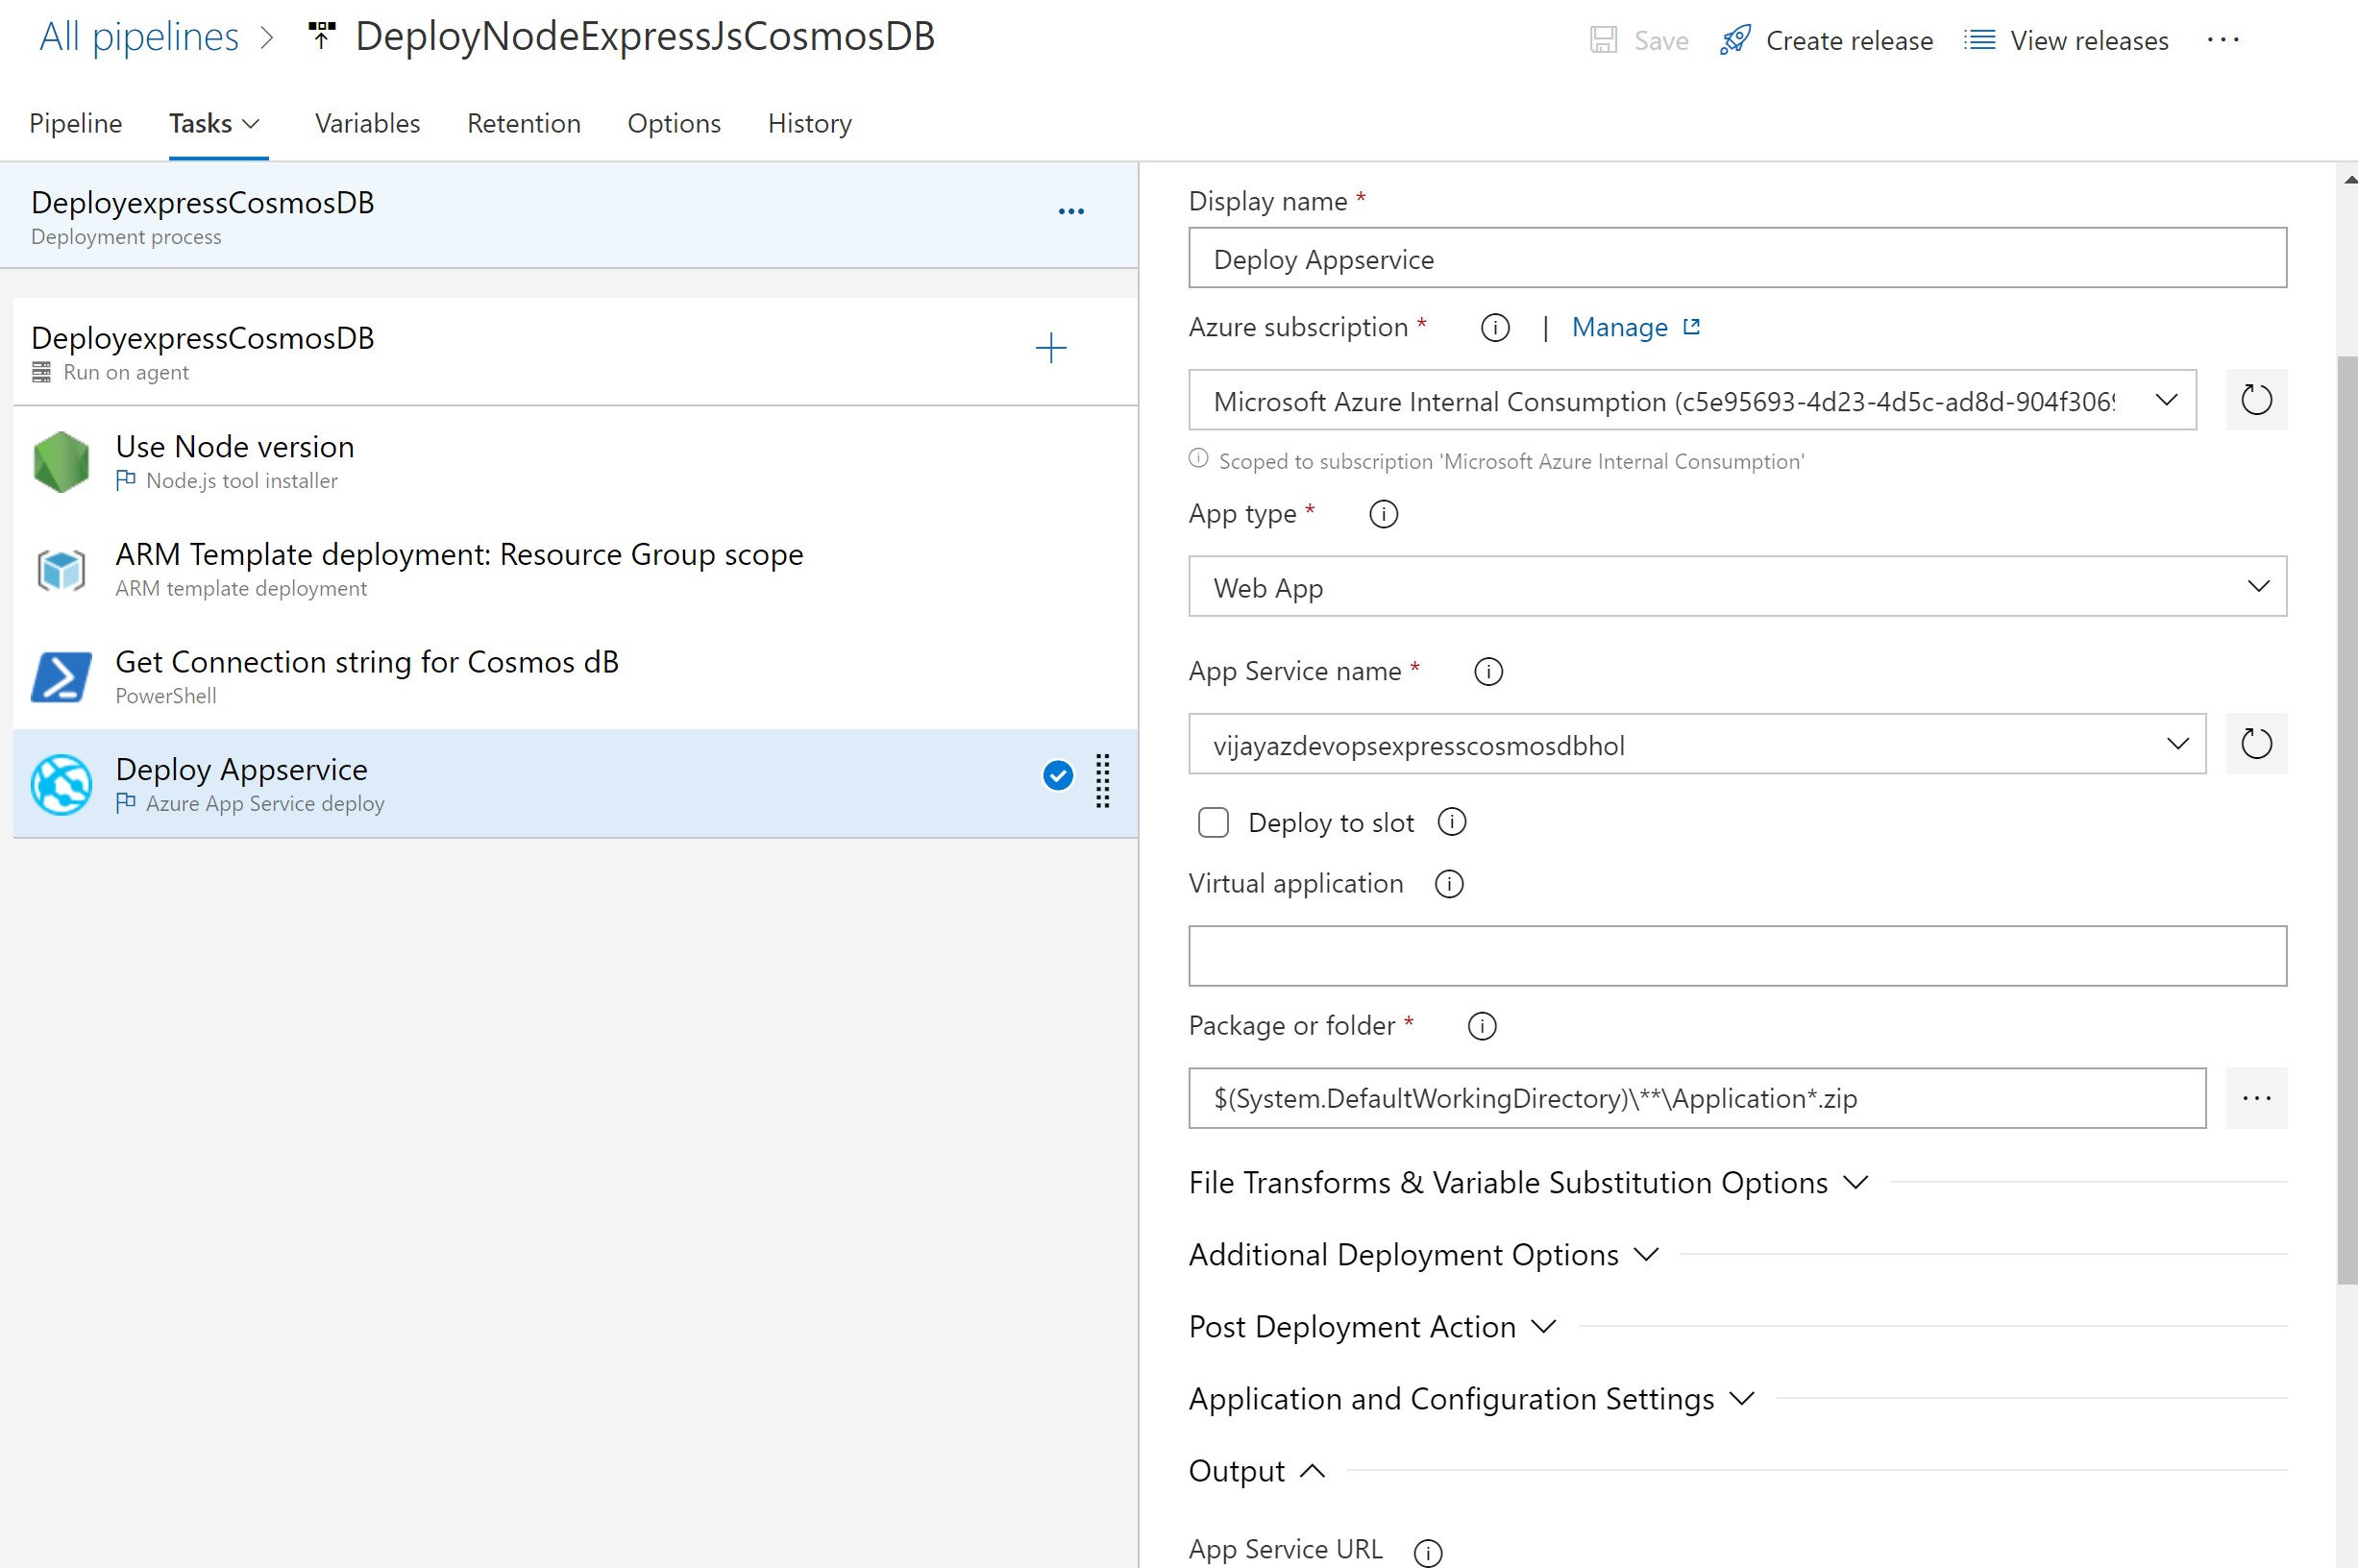 All pipelines > DeployNodeExpressJsCosmosDB
Save Create release View releases ...
Pipeline Tasks Variables Retention Options History
DeployexpressCosmosDB
Deployment process
DeployexpressCosmosDB
Run on agent
Use Node version
Node.js tool installer
ARM Template deployment: Resource Group scope
ARM template deployment
Get Connection string for Cosmos dB
PowerShell
Deploy Appservice
Azure App Service deploy
Display name *
Deploy Appservice
Azure subscription * | Manage
Microsoft Azure Internal Consumption (c5e95693-4d23-4d5c-ad8d-904f306
Scoped to subscription 'Microsoft Azure Internal Consumption'
App type *
Web App
App Service name *
vijayazdevopsexpresscosmosdbhol
Deploy to slot
Virtual application
Package or folder *
$(System.DefaultWorkingDirectory)\**\Application*.zip
File Transforms & Variable Substitution Options
Additional Deployment Options
Post Deployment Action
Application and Configuration Settings
Output
App Service URL